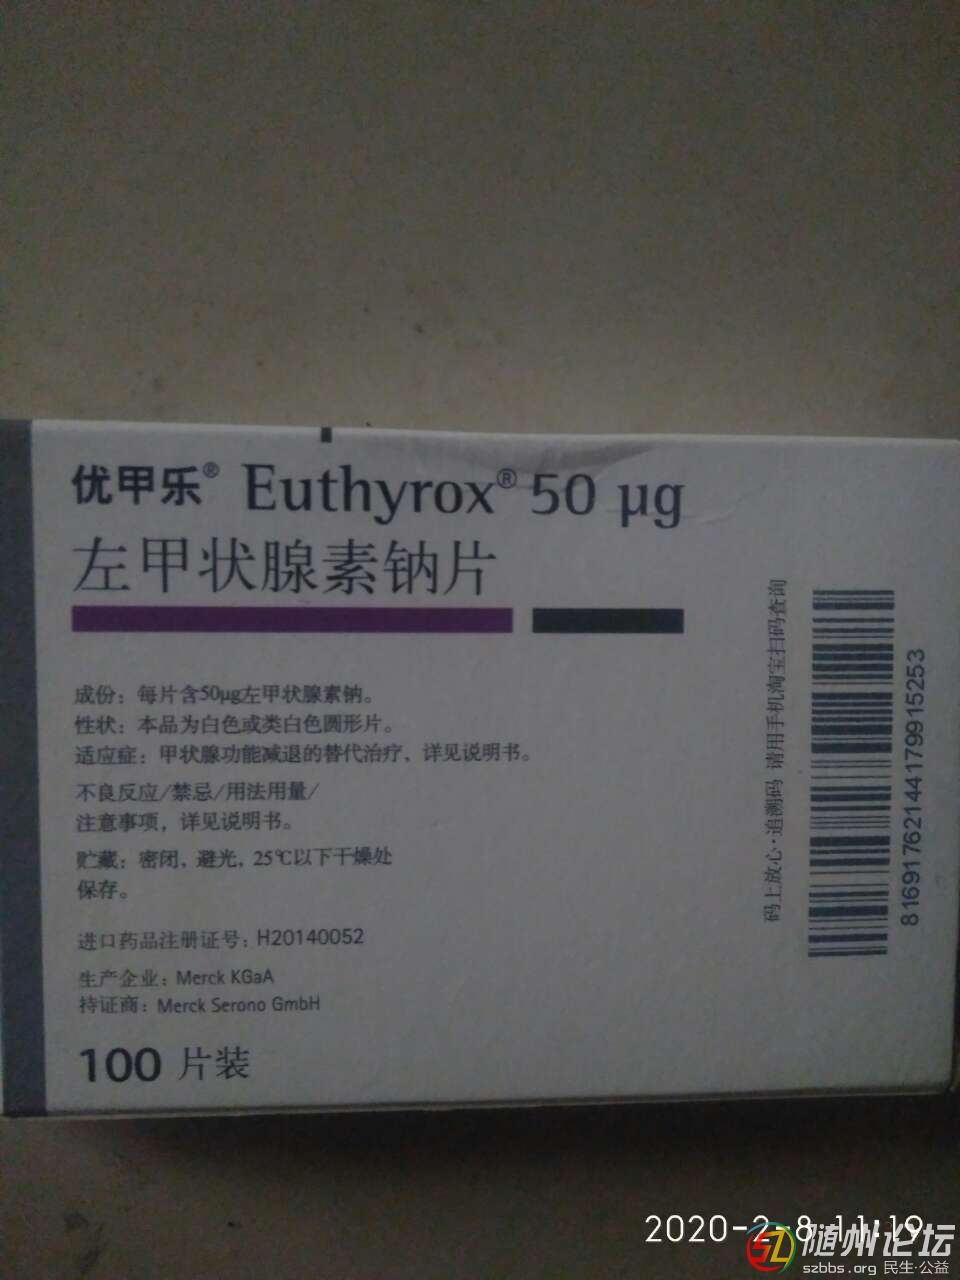 优甲乐® Euthyrox® 50 µg
左甲状腺素钠片
成份：每片含50µg左甲状腺素钠。
性状：本品为白色或类白色圆形片。
适应症：甲状腺功能减退的替代治疗，详见说明书。
不良反应/禁忌/用法用量/
注意事项，详见说明书。
贮藏：密闭，避光，25℃以下干燥处
保存。
进口药品注册证号：H20140052
生产企业：Merck KGaA
持证商：Merck Serono GmbH
100 片装
码上放心·追溯码 请用手机淘宝扫码查询
81691762144179915253
2020-2-8 11:19
随州论坛
szbbs.org 民生·公益